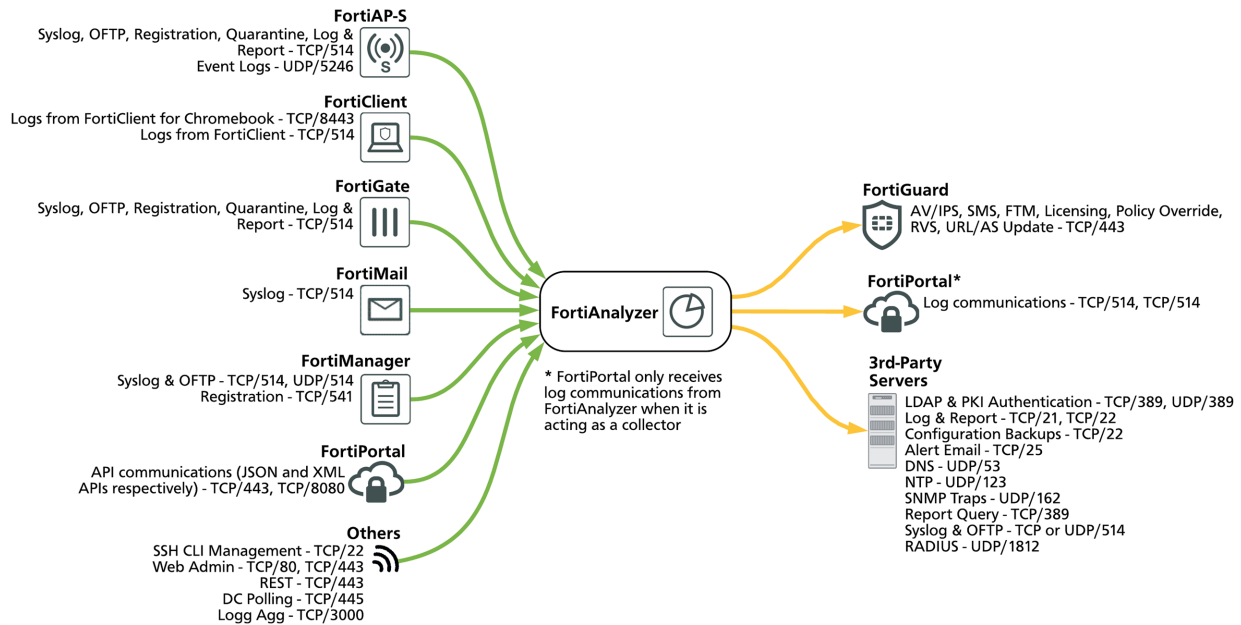 FortiAP-S
Syslog, OFTP, Registration, Quarantine, Log &
Report - TCP/514
Event Logs - UDP/5246
S
FortiClient
Logs from FortiClient for Chromebook - TCP/8443
Logs from FortiClient - TCP/514
FortiGate
Syslog, OFTP, Registration, Quarantine, Log &
Report - TCP/514
FortiMail
Syslog - TCP/514
FortiManager
Syslog & OFTP - TCP/514, UDP/514
Registration - TCP/541
FortiPortal
API communications (JSON and XML
APIs respectively) - TCP/443, TCP/8080
Others
SSH CLI Management - TCP/22
Web Admin - TCP/80, TCP/443
REST - TCP/443
DC Polling - TCP/445
Logg Agg - TCP/3000
FortiAnalyzer
* FortiPortal only receives
log communications from
FortiAnalyzer when it is
acting as a collector
FortiGuard
AV/IPS, SMS, FTM, Licensing, Policy Override,
RVS, URL/AS Update - TCP/443
FortiPortal*
Log communications - TCP/514, TCP/514
3rd-Party
Servers
LDAP & PKI Authentication - TCP/389, UDP/389
Log & Report - TCP/21, TCP/22
Configuration Backups - TCP/22
Alert Email - TCP/25
DNS - UDP/53
NTP - UDP/123
SNMP Traps - UDP/162
Report Query - TCP/389
Syslog & OFTP - TCP or UDP/514
RADIUS - UDP/1812